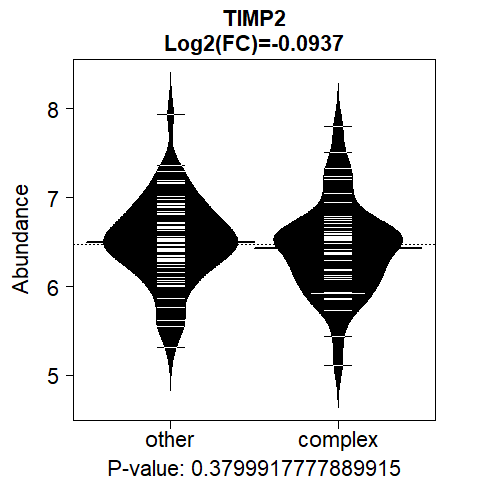 TIMP2
Log2(FC)=-0.0937
Abundance
8
7
6
5
other complex
P-value: 0.3799917777889915